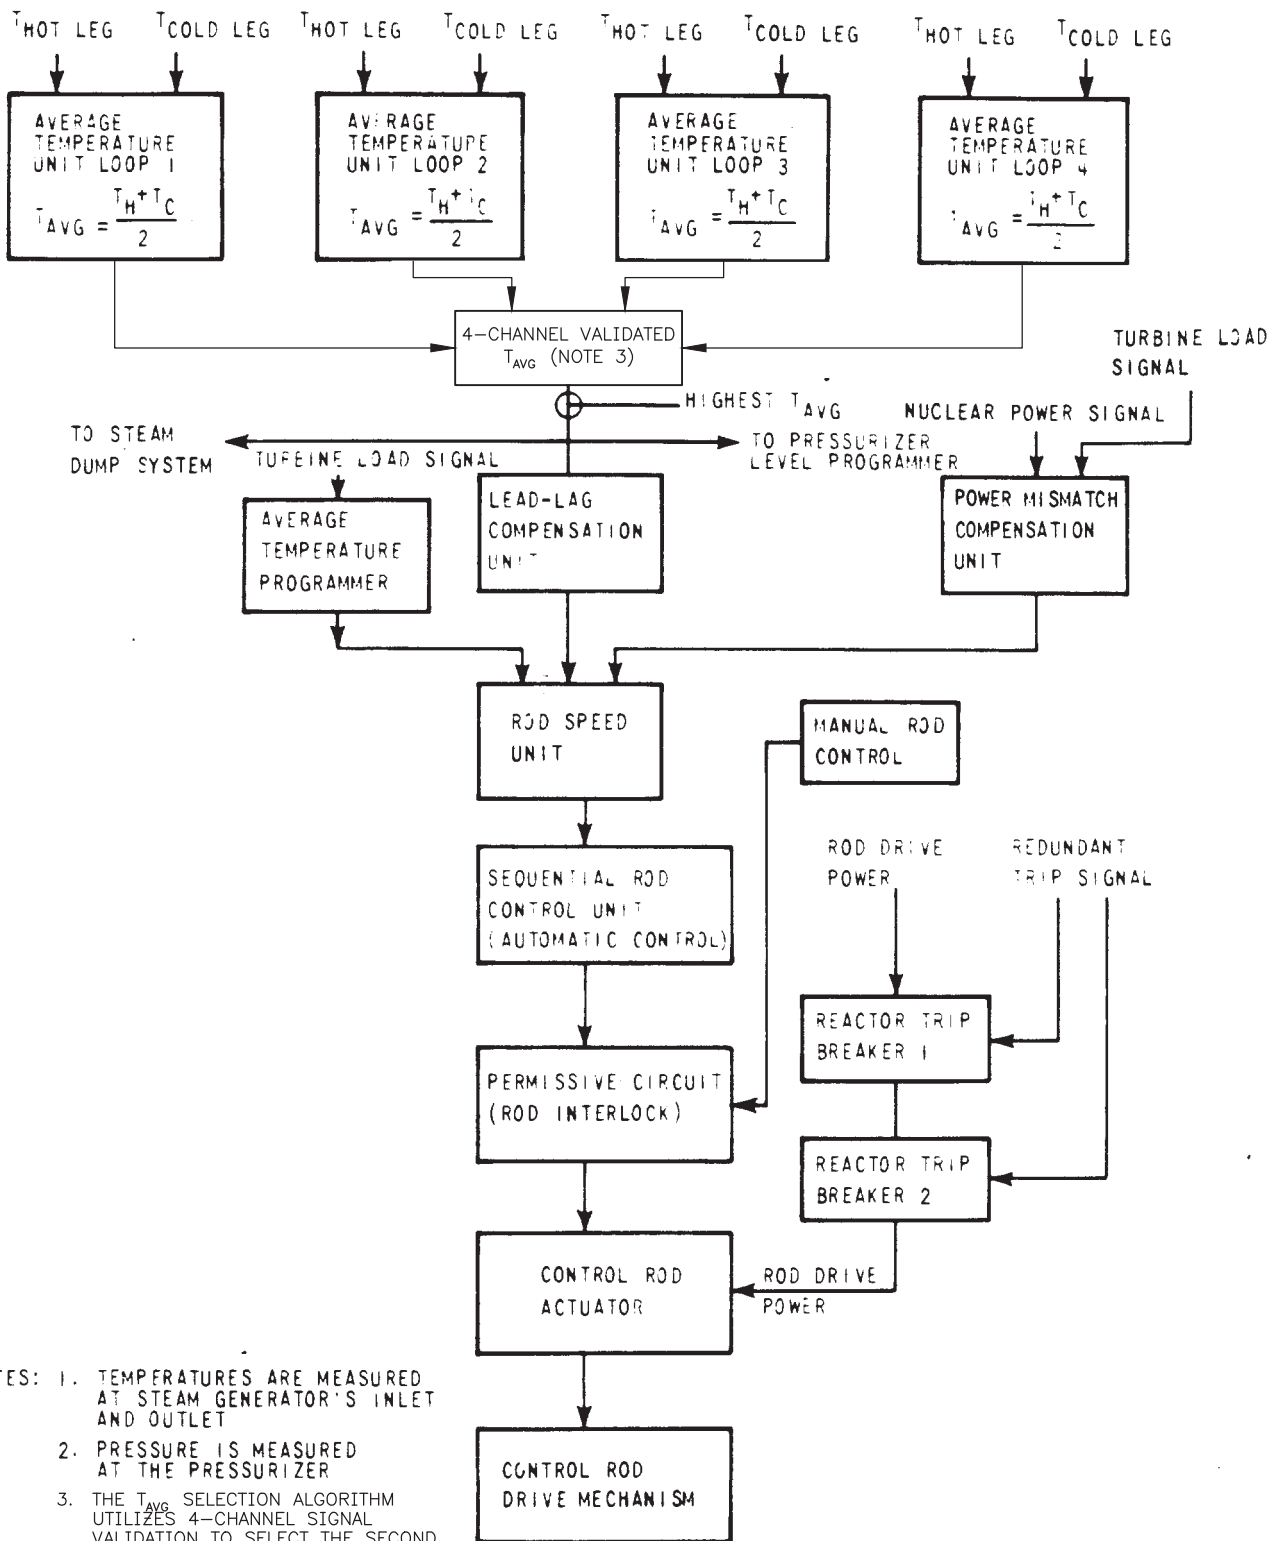 THOT LEG TCOLD LEG THOT LEG TCOLD LEG THOT LEG TCOLD LEG THOT LEG TCOLD LEG
AVERAGE
TEMPERATURE
UNIT LOOP 1
TAVG = TH + TC / 2
AVERAGE
TEMPERATURE
UNIT LOOP 2
TAVG = TH + TC / 2
AVERAGE
TEMPERATURE
UNIT LOOP 3
TAVG = TH + TC / 2
AVERAGE
TEMPERATURE
UNIT LOOP 4
TAVG = TH + TC / 2
4-CHANNEL VALIDATED
TAVG (NOTE 3)
TURBINE LOAD
SIGNAL
HIGHEST TAVG
NUCLEAR POWER SIGNAL
TO STEAM
DUMP SYSTEM
TURBINE LOAD SIGNAL
TO PRESSURIZER
LEVEL PROGRAMMER
AVERAGE
TEMPERATURE
PROGRAMMER
LEAD-LAG
COMPENSATION
UNIT
POWER MISMATCH
COMPENSATION
UNIT
ROD SPEED
UNIT
MANUAL ROD
CONTROL
SEQUENTIAL ROD
CONTROL UNIT
(AUTOMATIC CONTROL)
ROD DRIVE
POWER
REDUNDANT
TRIP SIGNAL
REACTOR TRIP
BREAKER 1
PERMISSIVE CIRCUIT
(ROD INTERLOCK)
REACTOR TRIP
BREAKER 2
CONTROL ROD
ACTUATOR
ROD DRIVE
POWER
CONTROL ROD
DRIVE MECHANISM
TES: 1. TEMPERATURES ARE MEASURED
AT STEAM GENERATOR'S INLET
AND OUTLET
2. PRESSURE IS MEASURED
AT THE PRESSURIZER
3. THE TAVG SELECTION ALGORITHM
UTILIZES 4-CHANNEL SIGNAL
VALIDATION TO SELECT THE SECOND